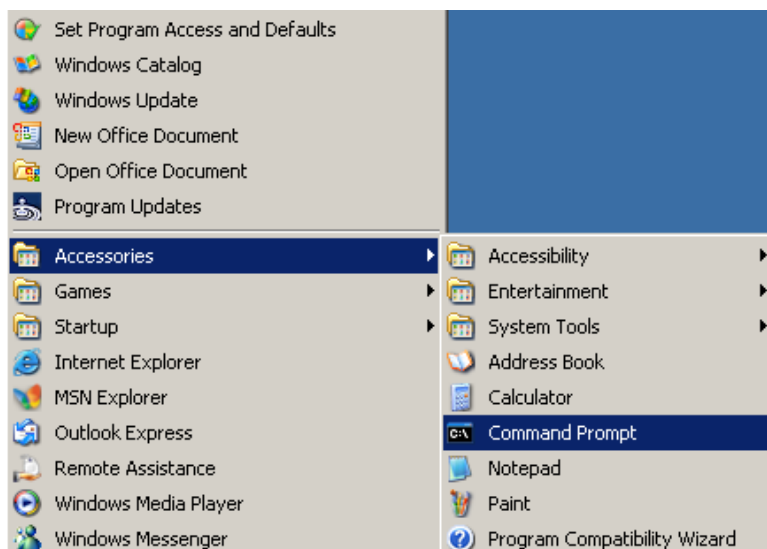 Set Program Access and Defaults
Windows Catalog
Windows Update
New Office Document
Open Office Document
Program Updates
Accessories
Games
Startup
Internet Explorer
MSN Explorer
Outlook Express
Remote Assistance
Windows Media Player
Windows Messenger
Accessibility
Entertainment
System Tools
Address Book
Calculator
C:\ Command Prompt
Notepad
Paint
Program Compatibility Wizard